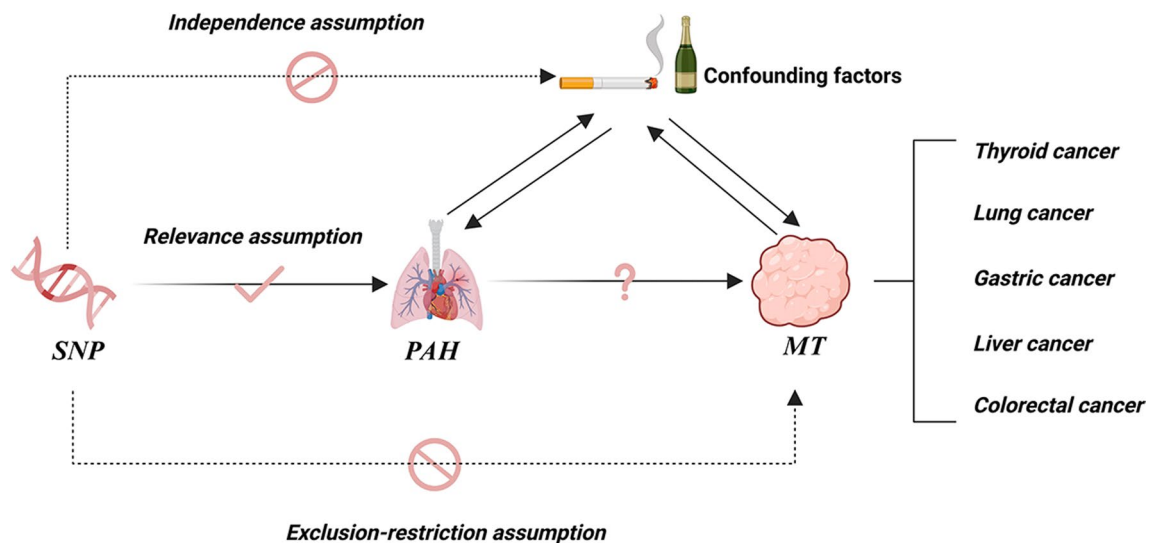 Independence assumption
Confounding factors
Relevance assumption
?
SNP
PAH
MT
Thyroid cancer
Lung cancer
Gastric cancer
Liver cancer
Colorectal cancer
Exclusion-restriction assumption